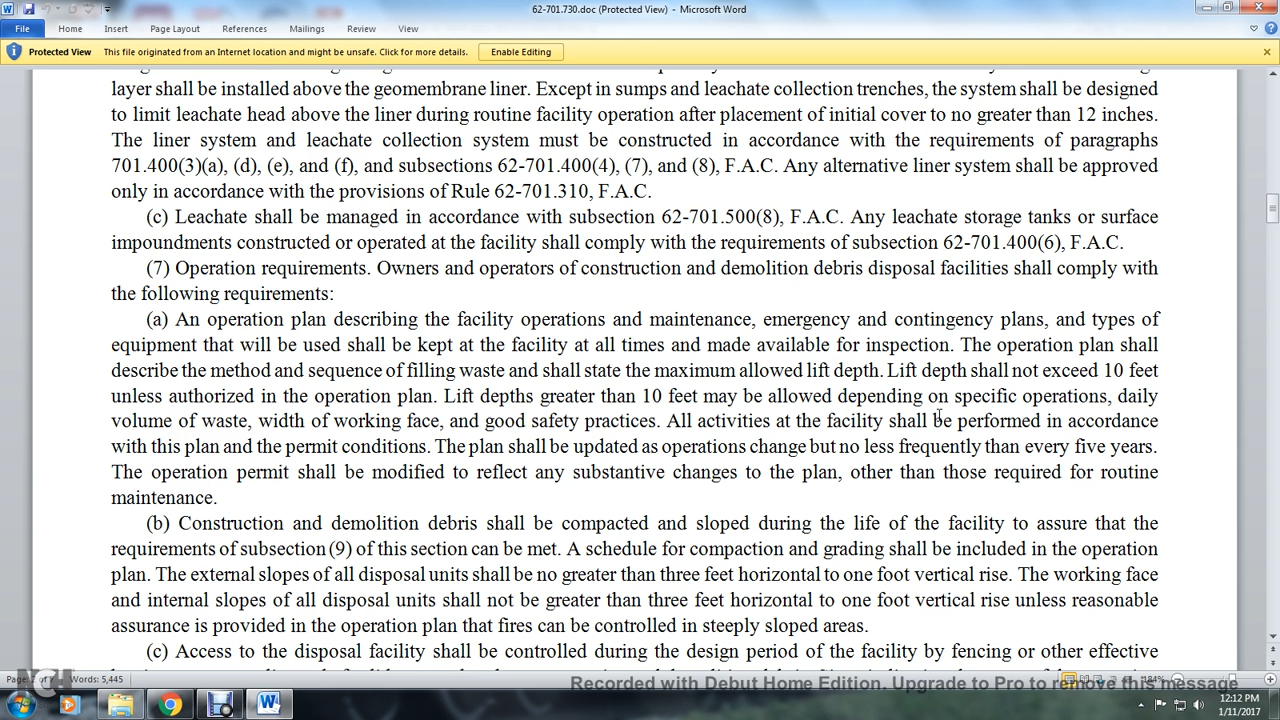 62-701.730.doc (Protected View) - Microsoft Word
File Home Insert Page Layout References Mailings Review View
Protected View This file originated from an Internet location and might be unsafe. Click for more details. Enable Editing
layer shall be installed above the geomembrane liner. Except in sumps and leachate collection trenches, the system shall be designed
to limit leachate head above the liner during routine facility operation after placement of initial cover to no greater than 12 inches.
The liner system and leachate collection system must be constructed in accordance with the requirements of paragraphs
701.400(3)(a), (d), (e), and (f), and subsections 62-701.400(4), (7), and (8), F.A.C. Any alternative liner system shall be approved
only in accordance with the provisions of Rule 62-701.310, F.A.C.
(c) Leachate shall be managed in accordance with subsection 62-701.500(8), F.A.C. Any leachate storage tanks or surface
impoundments constructed or operated at the facility shall comply with the requirements of subsection 62-701.400(6), F.A.C.
(7) Operation requirements. Owners and operators of construction and demolition debris disposal facilities shall comply with
the following requirements:
(a) An operation plan describing the facility operations and maintenance, emergency and contingency plans, and types of
equipment that will be used shall be kept at the facility at all times and made available for inspection. The operation plan shall
describe the method and sequence of filling waste and shall state the maximum allowed lift depth. Lift depth shall not exceed 10 feet
unless authorized in the operation plan. Lift depths greater than 10 feet may be allowed depending on specific operations, daily
volume of waste, width of working face, and good safety practices. All activities at the facility shall be performed in accordance
with this plan and the permit conditions. The plan shall be updated as operations change but no less frequently than every five years.
The operation permit shall be modified to reflect any substantive changes to the plan, other than those required for routine
maintenance.
(b) Construction and demolition debris shall be compacted and sloped during the life of the facility to assure that the
requirements of subsection (9) of this section can be met. A schedule for compaction and grading shall be included in the operation
plan. The external slopes of all disposal units shall be no greater than three feet horizontal to one foot vertical rise. The working face
and internal slopes of all disposal units shall not be greater than three feet horizontal to one foot vertical rise unless reasonable
assurance is provided in the operation plan that fires can be controlled in steeply sloped areas.
(c) Access to the disposal facility shall be controlled during the design period of the facility by fencing or other effective
NCH
Page: 2 of Words: 5,445 184%
Recorded with Debut Home Edition. Upgrade to Pro to remove this message
12:12 PM
1/11/2017